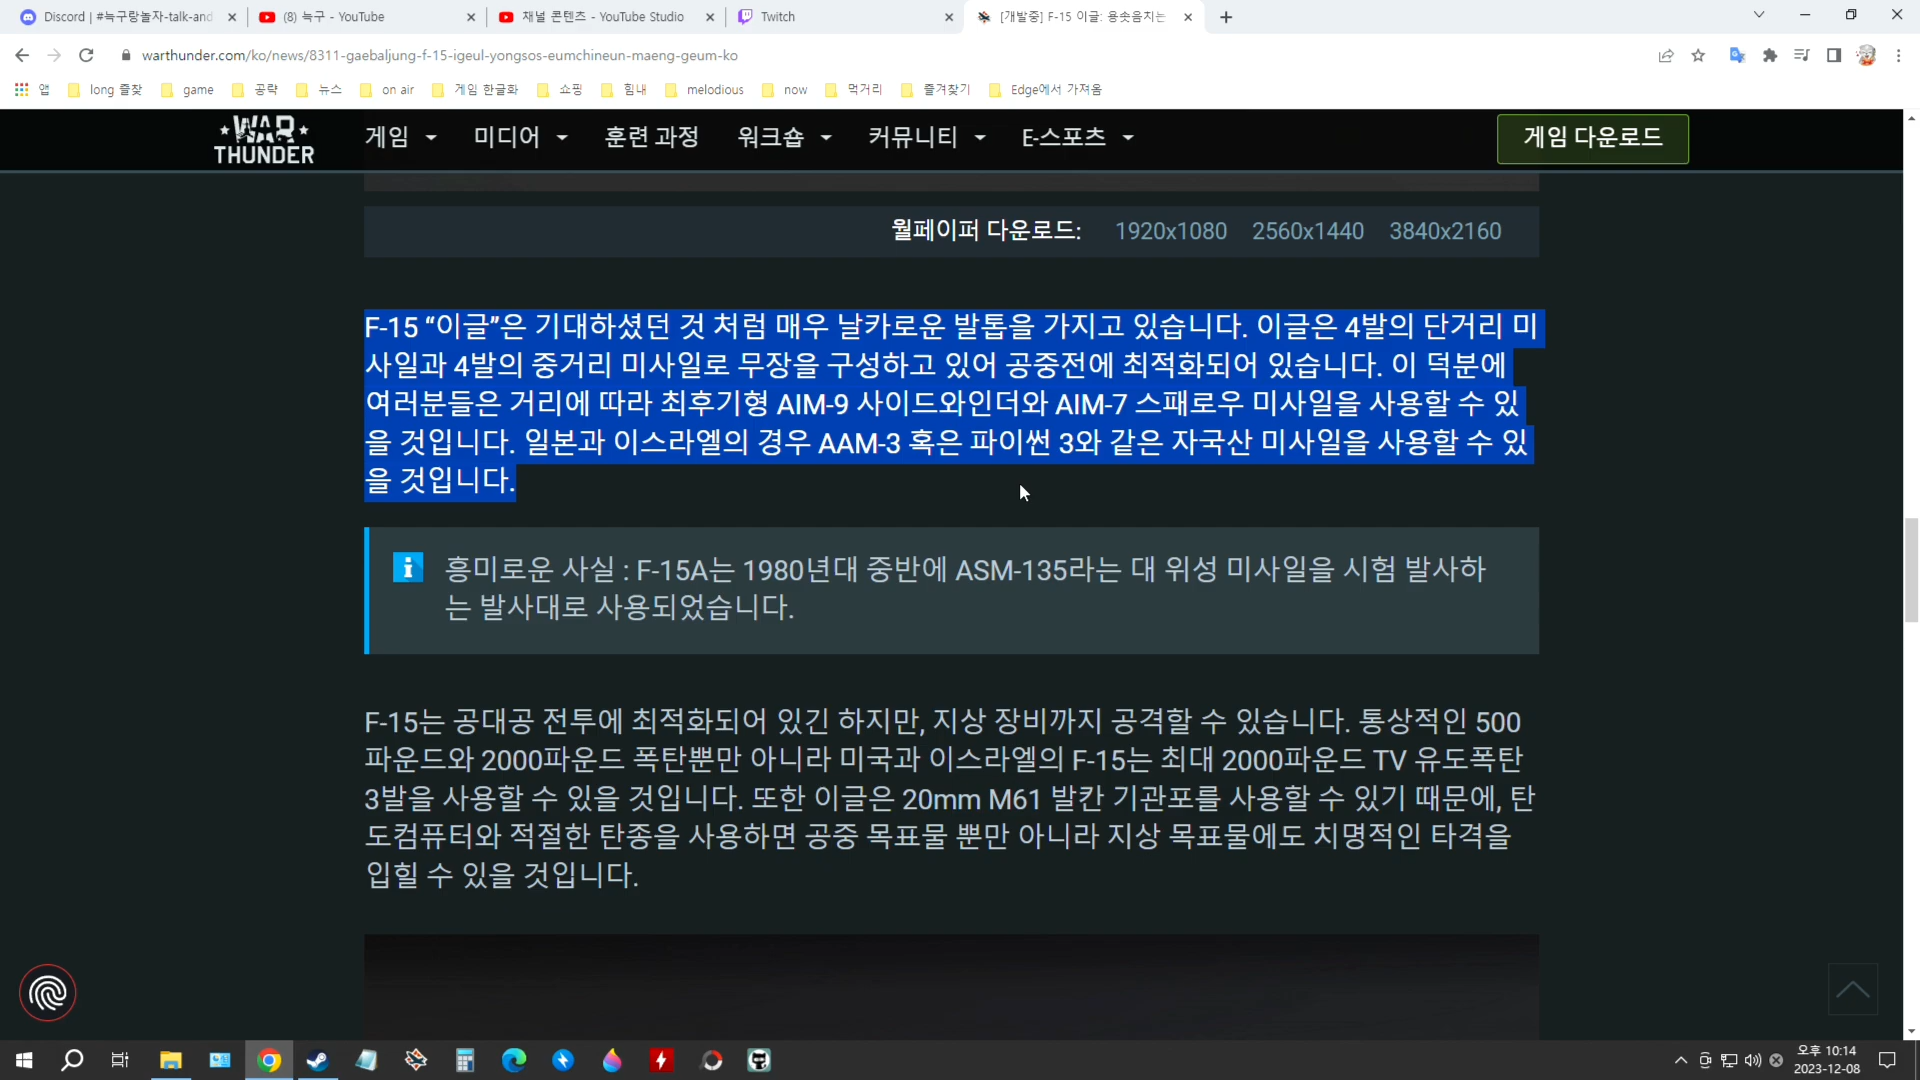 Discord | #늑구랑놀자-talk-and
(8) 늑구 - YouTube
채널 콘텐츠 - YouTube Studio
Twitch
[개발중] F-15 이글: 용솟음치는
warthunder.com/ko/news/8311-gaebaljung-f-15-igeul-yongsos-eumchineun-maeng-geum-ko
앱
long 즐찾
game
공략
뉴스
on air
게임 한글화
쇼핑
힘내
melodious
now
먹거리
즐겨찾기
Edge에서 가져옴
WAR
THUNDER
게임
미디어
훈련 과정
워크숍
커뮤니티
E-스포츠
게임 다운로드
월페이퍼 다운로드: 1920x1080 2560x1440 3840x2160
F-15 “이글”은 기대하셨던 것 처럼 매우 날카로운 발톱을 가지고 있습니다. 이글은 4발의 단거리 미
사일과 4발의 중거리 미사일로 무장을 구성하고 있어 공중전에 최적화되어 있습니다. 이 덕분에
여러분들은 거리에 따라 최후기형 AIM-9 사이드와인더와 AIM-7 스패로우 미사일을 사용할 수 있
을 것입니다. 일본과 이스라엘의 경우 AAM-3 혹은 파이썬 3와 같은 자국산 미사일을 사용할 수 있
을 것입니다.
흥미로운 사실 : F-15A는 1980년대 중반에 ASM-135라는 대 위성 미사일을 시험 발사하
는 발사대로 사용되었습니다.
F-15는 공대공 전투에 최적화되어 있긴 하지만, 지상 장비까지 공격할 수 있습니다. 통상적인 500
파운드와 2000파운드 폭탄뿐만 아니라 미국과 이스라엘의 F-15는 최대 2000파운드 TV 유도폭탄
3발을 사용할 수 있을 것입니다. 또한 이글은 20mm M61 발칸 기관포를 사용할 수 있기 때문에, 탄
도컴퓨터와 적절한 탄종을 사용하면 공중 목표물 뿐만 아니라 지상 목표물에도 치명적인 타격을
입힐 수 있을 것입니다.
오후 10:14
2023-12-08